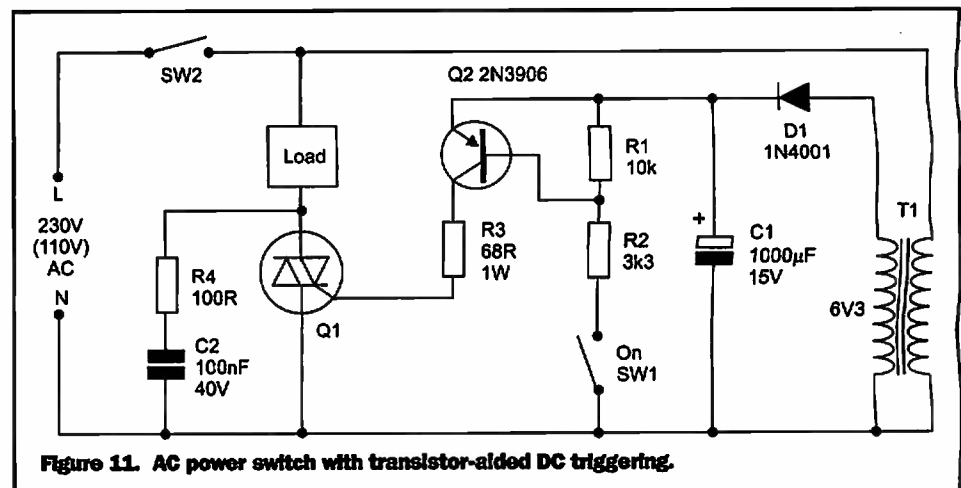 SW2
Q2 2N3906
Load
R1
10k
D1
1N4001
L
230V
(110V)
AC
N
R4
100R
Q1
R3
68R
1W
R2
3k3
+
C1
1000µF
15V
T1
6V3
C2
100nF
40V
On
SW1
Figure 11. AC power switch with transistor-aided DC triggering.